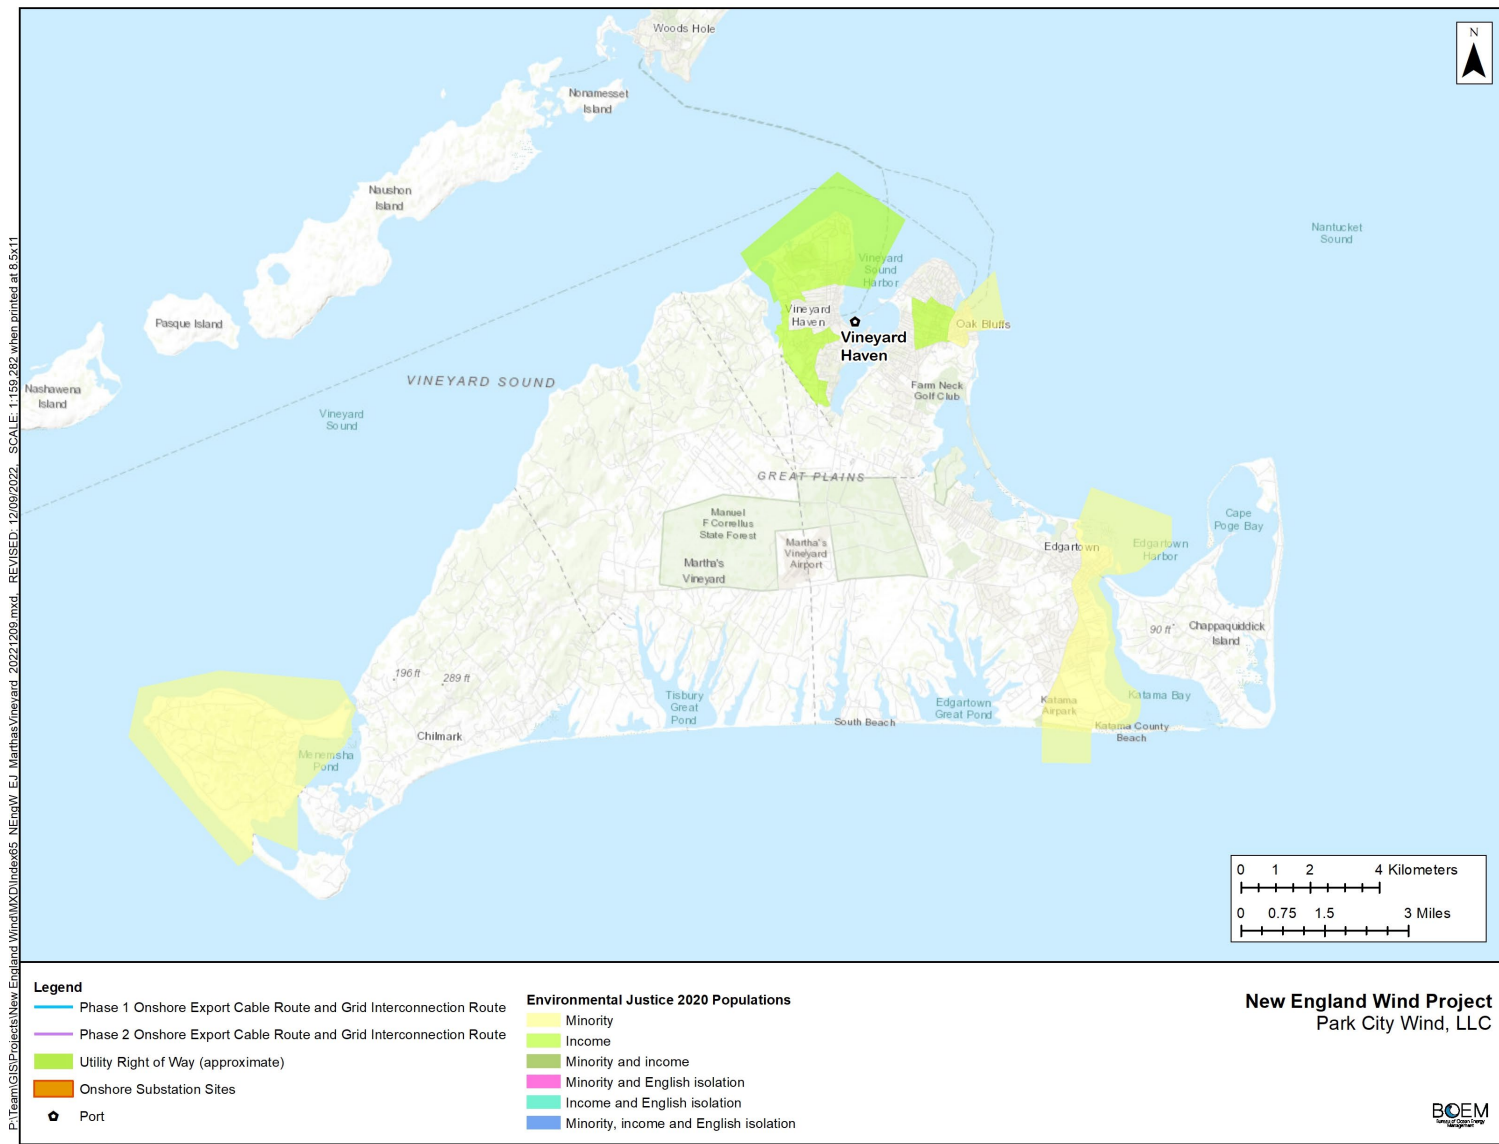 Woods Hole
N
Nonamesset
Island
Naushon
Island
Nantucket
Sound
Vineyard
Sound
Harbor
Pasque Island
Vineyard
Haven
Oak Bluffs
Vineyard
Haven
Nashawena
Island
VINEYARD SOUND
Farm Neck
Golf Club
Vineyard
Sound
GREAT PLAINS
Manuel
F Correllus
State Forest
Cape
Poge Bay
Martha's
Vineyard
Airport
Edgartown
Edgartown
Harbor
Martha's
Vineyard
90 ft
Chappaquiddick
Island
196 ft
289 ft
Tisbury
Great
Pond
Edgartown
Great Pond
Katama
Airpark
Katama Bay
South Beach
Katama County
Beach
Chilmark
Menemsha
Pond
0 1 2 4 Kilometers
0 0.75 1.5 3 Miles
P:\Team\GIS\Projects\New England Wind\MXD\Index65_NEngW_EJ_MarthasVineyard_20221209.mxd, REVISED: 12/09/2022, SCALE: 1:159,282 when printed at 8.5x11
Legend
Phase 1 Onshore Export Cable Route and Grid Interconnection Route
Phase 2 Onshore Export Cable Route and Grid Interconnection Route
Utility Right of Way (approximate)
Onshore Substation Sites
Port
Environmental Justice 2020 Populations
Minority
Income
Minority and income
Minority and English isolation
Income and English isolation
Minority, income and English isolation
New England Wind Project
Park City Wind, LLC
BOEM
Bureau of Ocean Energy
Management